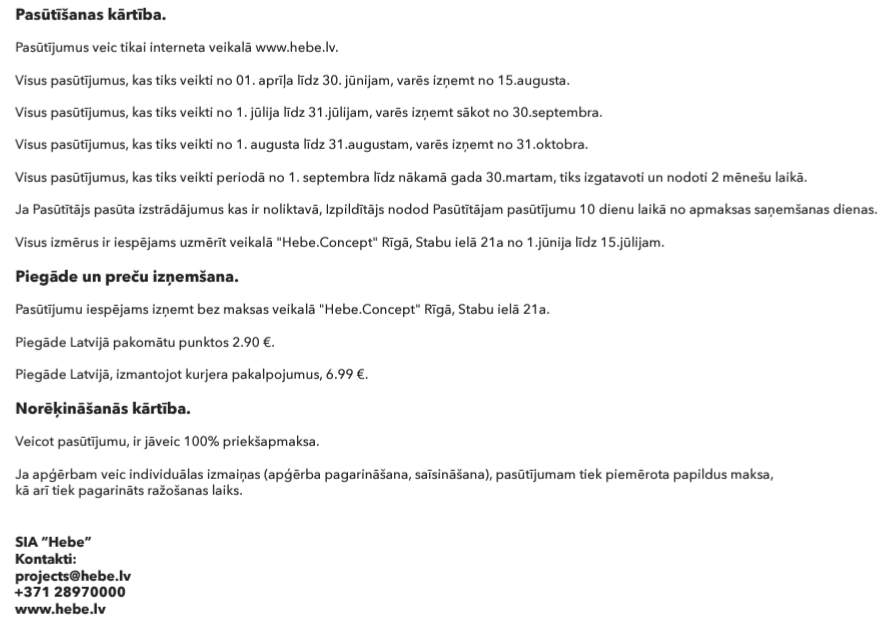 Pasūtīšanas kārtība.
Pasūtījumus veic tikai interneta veikalā www.hebe.lv.
Visus pasūtījumus, kas tiks veikti no 01. aprīļa līdz 30. jūnijam, varēs izņemt no 15.augusta.
Visus pasūtījumus, kas tiks veikti no 1. jūlija līdz 31.jūlijam, varēs izņemt sākot no 30.septembra.
Visus pasūtījumus, kas tiks veikti no 1. augusta līdz 31.augustam, varēs izņemt no 31.oktobra.
Visus pasūtījumus, kas tiks veikti periodā no 1. septembra līdz nākamā gada 30.martam, tiks izgatavoti un nodoti 2 mēnešu laikā.
Ja Pasūtītājs pasūta izstrādājumus kas ir noliktavā, Izpildītājs nodod Pasūtītājam pasūtījumu 10 dienu laikā no apmaksas saņemšanas dienas.
Visus izmērus ir iespējams uzmērīt veikalā "Hebe.Concept" Rīgā, Stabu ielā 21a no 1.jūnija līdz 15.jūlijam.
Piegāde un preču izņemšana.
Pasūtījumu iespējams izņemt bez maksas veikalā "Hebe.Concept" Rīgā, Stabu ielā 21a.
Piegāde Latvijā pakomātu punktos 2.90 €.
Piegāde Latvijā, izmantojot kurjera pakalpojumus, 6.99 €.
Norēķināšanās kārtība.
Veicot pasūtījumu, ir jāveic 100% priekšapmaksa.
Ja apģērbam veic individuālas izmaiņas (apģērba pagarināšana, saīsināšana), pasūtījumam tiek piemērota papildus maksa,
kā arī tiek pagarināts ražošanas laiks.
SIA “Hebe”
Kontakti:
projects@hebe.lv
+371 28970000
www.hebe.lv